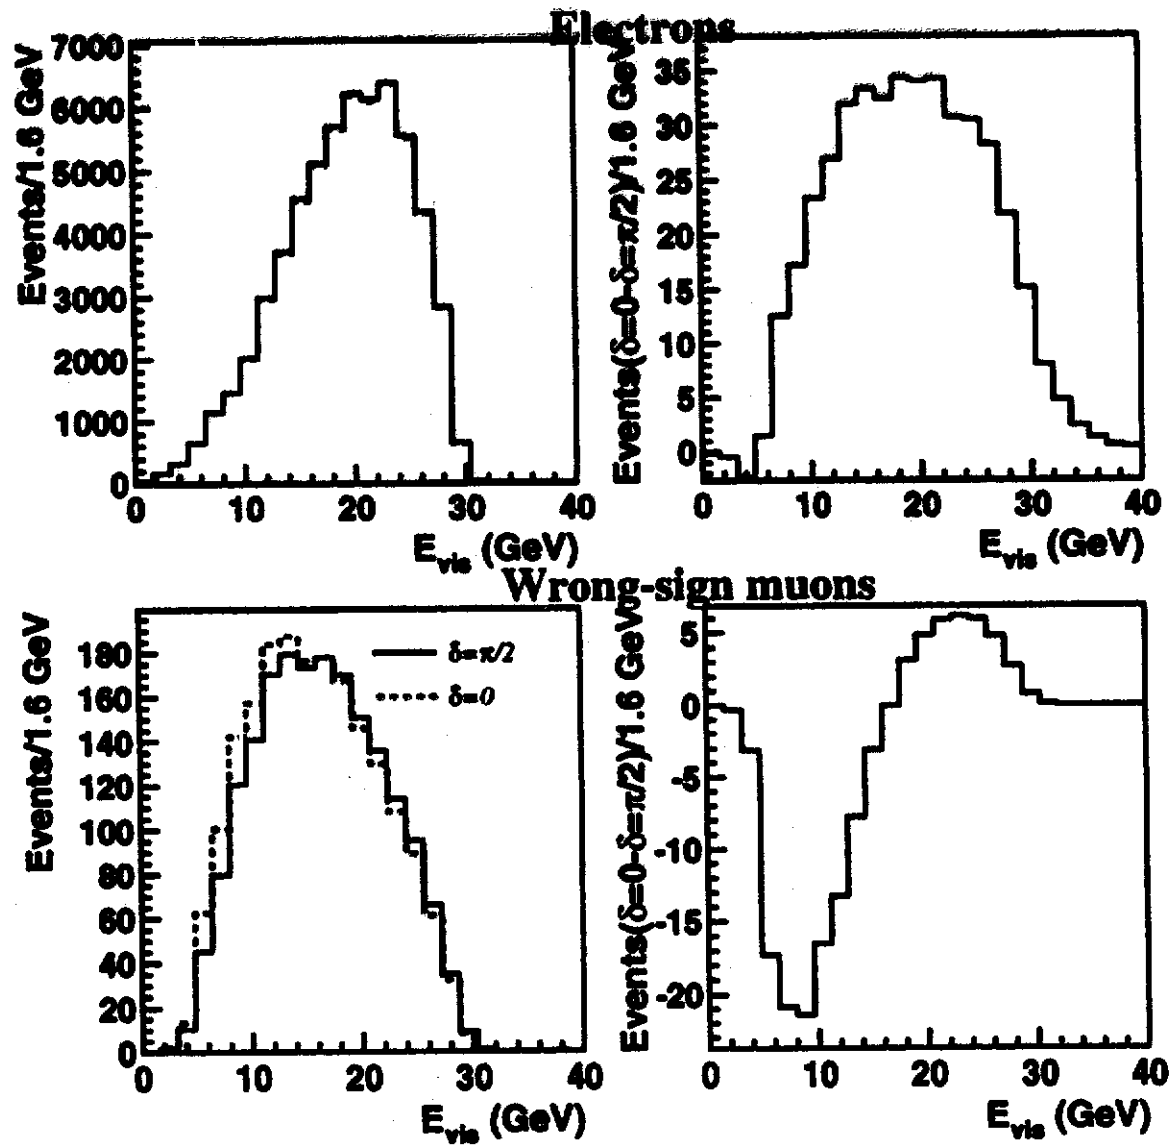 Electrons
Events/1.6 GeV
7000
6000
5000
4000
3000
2000
1000
0
0 10 20 30 40
E_vis (GeV)
Events(δ=0-δ=π/2)/1.6 GeV
35
30
25
20
15
10
5
0
0 10 20 30 40
E_vis (GeV)
Wrong-sign muons
Events/1.6 GeV
180
160
140
120
100
80
60
40
20
0
δ=π/2
δ=0
0 10 20 30 40
E_vis (GeV)
Events(δ=0-δ=π/2)/1.6 GeV
5
0
-5
-10
-15
-20
0 10 20 30 40
E_vis (GeV)